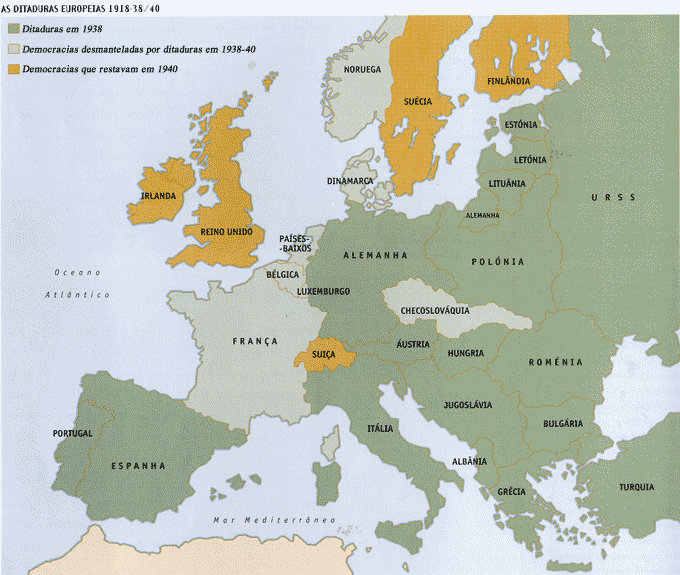 AS DITADURAS EUROPEIAS 1918-38/40
Ditaduras em 1938
Democracias desmanteladas por ditaduras em 1938-40
Democracias que restavam em 1940
NORUEGA
SUÉCIA
FINLÂNDIA
ESTÓNIA
LETÓNIA
DINAMARCA
LITUÂNIA
URSS
IRLANDA
ALEMANHA
REINO UNIDO
PAÍSES-
-BAIXOS
ALEMANHA
POLÓNIA
Oceano
Atlântico
BÉLGICA
LUXEMBURGO
CHECOSLOVÁQUIA
FRANÇA
SUIÇA
ÁUSTRIA
HUNGRIA
ROMÉNIA
JUGOSLÁVIA
BULGÁRIA
PORTUGAL
ITÁLIA
ESPANHA
ALBÂNIA
GRÉCIA
TURQUIA
Mar Mediterrâneo